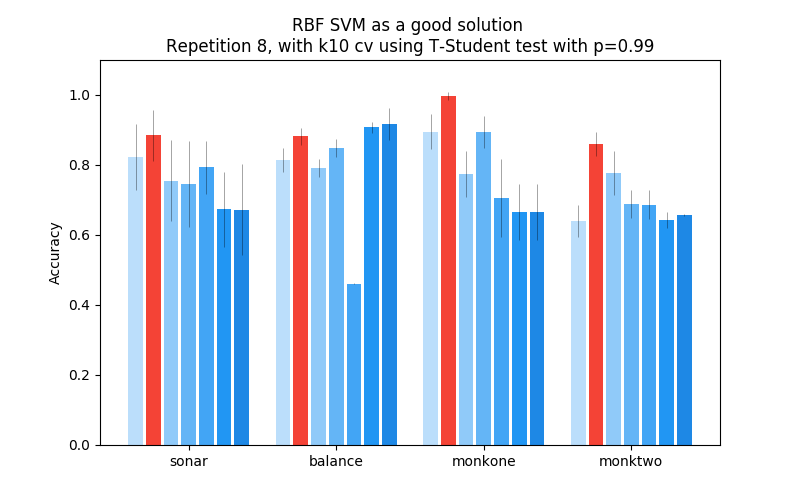 RBF SVM as a good solution
Repetition 8, with k10 cv using T-Student test with p=0.99
1.0
0.8
0.6
0.4
0.2
0.0
Accuracy
sonar balance monkone monktwo